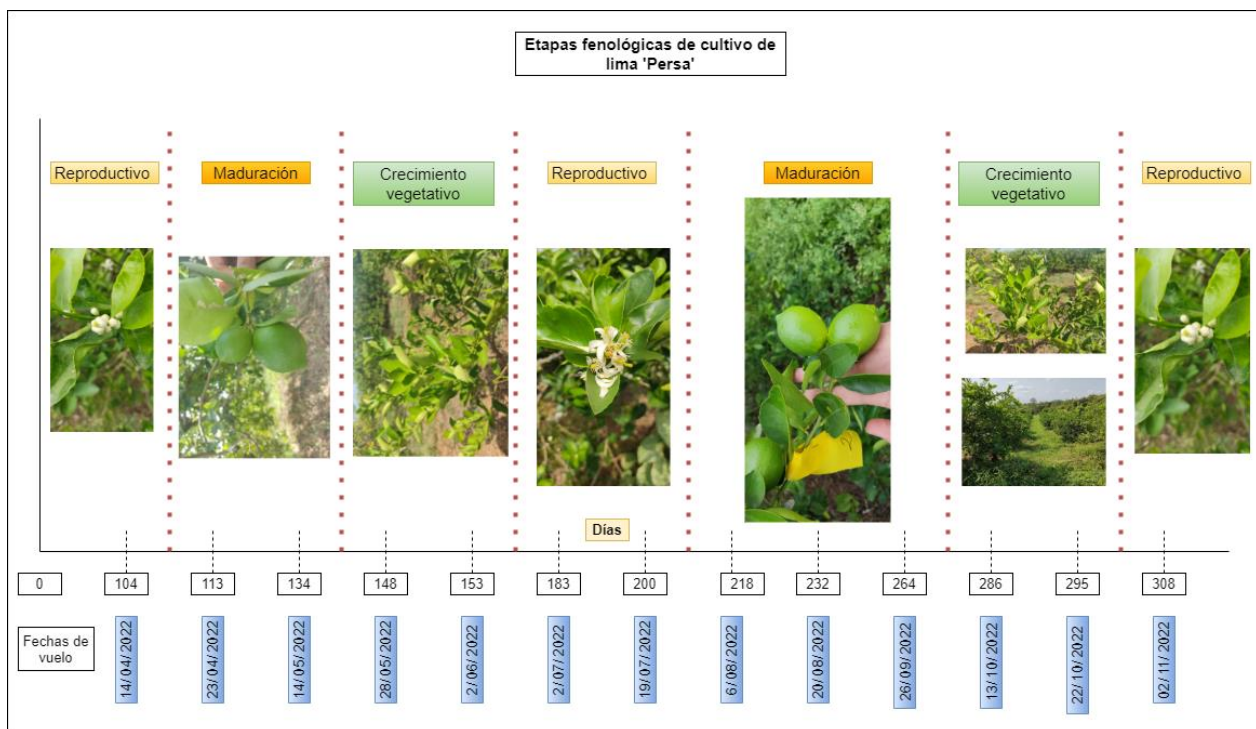 Etapas fenológicas de cultivo de
lima 'Persa'
Reproductivo
Maduración
Crecimiento
vegetativo
Reproductivo
Maduración
Crecimiento
vegetativo
Reproductivo
Días
0
104
113
134
148
153
183
200
218
232
264
286
295
308
Fechas de
vuelo
14/04/2022
23/04/2022
14/05/2022
28/05/2022
2/06/2022
2/07/2022
19/07/2022
6/08/2022
20/08/2022
26/09/2022
13/10/2022
22/10/2022
02/11/2022